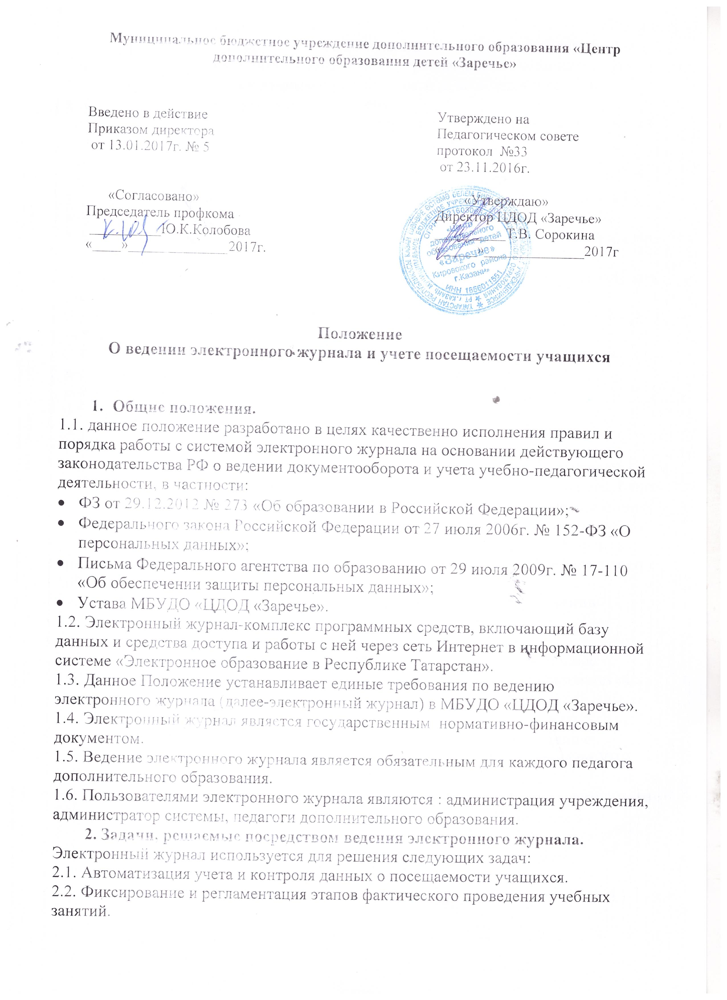 Муниципальное бюджетное учреждение дополнительного образования «Центр
дополнительного образования детей «Заречье»
Введено в действие
Приказом директора
от 13.01.2017г. № 5
Утверждено на
Педагогическом совете
протокол №33
от 23.11.2016г.
«Согласовано»
Председатель профкома
____________Ю.К.Колобова
«____»______________2017г.
«Утверждаю»
Директор ЦДОД «Заречье»
__________ Т.В. Сорокина
«_____»______________2017г
«Центр
дополнительного
образования детей
«Заречье»
Кировского района
г.Казани»
ИНН 1656011551
Положение
О ведении электронного журнала и учете посещаемости учащихся
1. Общие положения.
1.1. данное положение разработано в целях качественно исполнения правил и
порядка работы с системой электронного журнала на основании действующего
законодательства РФ о ведении документооборота и учета учебно-педагогической
деятельности, в частности:
• ФЗ от 29.12.2012 № 273 «Об образовании в Российской Федерации»;
• Федерального закона Российской Федерации от 27 июля 2006г. № 152-ФЗ «О
персональных данных»;
• Письма Федерального агентства по образованию от 29 июля 2009г. № 17-110
«Об обеспечении защиты персональных данных»;
• Устава МБУДО «ЦДОД «Заречье».
1.2. Электронный журнал-комплекс программных средств, включающий базу
данных и средства доступа и работы с ней через сеть Интернет в информационной
системе «Электронное образование в Республике Татарстан».
1.3. Данное Положение устанавливает единые требования по ведению
электронного журнала (далее-электронный журнал) в МБУДО «ЦДОД «Заречье».
1.4. Электронный журнал является государственным нормативно-финансовым
документом.
1.5. Ведение электронного журнала является обязательным для каждого педагога
дополнительного образования.
1.6. Пользователями электронного журнала являются : администрация учреждения,
администратор системы, педагоги дополнительного образования.
2. Задачи, решаемые посредством ведения электронного журнала.
Электронный журнал используется для решения следующих задач:
2.1. Автоматизация учета и контроля данных о посещаемости учащихся.
2.2. Фиксирование и регламентация этапов фактического проведения учебных
занятий.